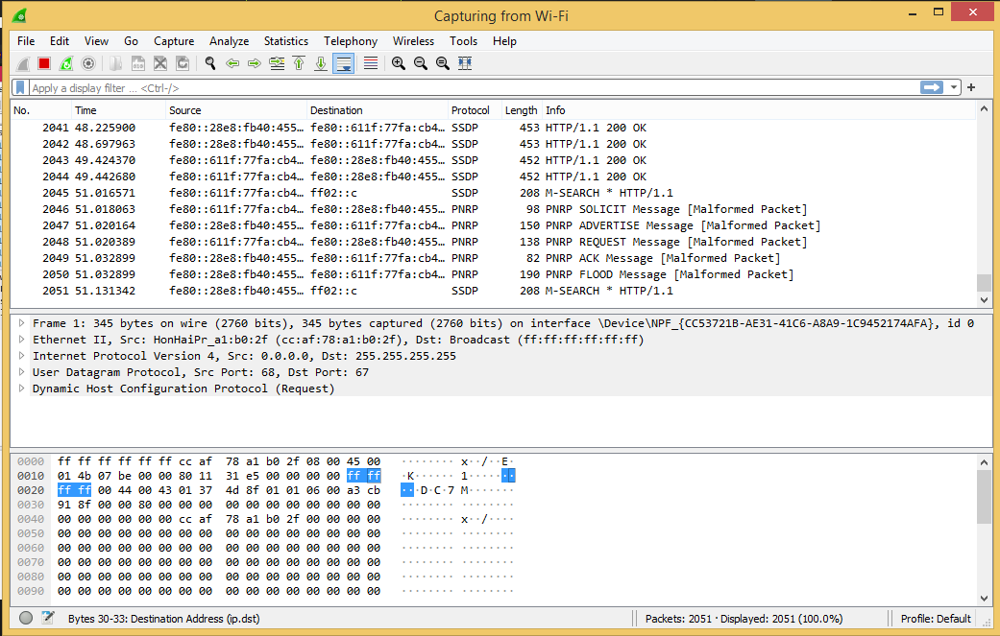 Capturing from Wi-Fi
File Edit View Go Capture Analyze Statistics Telephony Wireless Tools Help
Apply a display filter ... <Ctrl-/>
No. Time Source Destination Protocol Length Info
2041 48.225900 fe80::28e8:fb40:455… fe80::611f:77fa:cb4… SSDP 453 HTTP/1.1 200 OK
2042 48.697963 fe80::28e8:fb40:455… fe80::611f:77fa:cb4… SSDP 453 HTTP/1.1 200 OK
2043 49.424370 fe80::611f:77fa:cb4… fe80::28e8:fb40:455… SSDP 452 HTTP/1.1 200 OK
2044 49.442680 fe80::611f:77fa:cb4… fe80::28e8:fb40:455… SSDP 452 HTTP/1.1 200 OK
2045 51.016571 fe80::611f:77fa:cb4… ff02::c SSDP 208 M-SEARCH * HTTP/1.1
2046 51.018063 fe80::611f:77fa:cb4… fe80::28e8:fb40:455… PNRP 98 PNRP SOLICIT Message [Malformed Packet]
2047 51.020164 fe80::28e8:fb40:455… fe80::611f:77fa:cb4… PNRP 150 PNRP ADVERTISE Message [Malformed Packet]
2048 51.020389 fe80::611f:77fa:cb4… fe80::28e8:fb40:455… PNRP 138 PNRP REQUEST Message [Malformed Packet]
2049 51.032899 fe80::28e8:fb40:455… fe80::611f:77fa:cb4… PNRP 82 PNRP ACK Message [Malformed Packet]
2050 51.032899 fe80::28e8:fb40:455… fe80::611f:77fa:cb4… PNRP 190 PNRP FLOOD Message [Malformed Packet]
2051 51.131342 fe80::28e8:fb40:455… ff02::c SSDP 208 M-SEARCH * HTTP/1.1
Frame 1: 345 bytes on wire (2760 bits), 345 bytes captured (2760 bits) on interface \Device\NPF_{CC53721B-AE31-41C6-A8A9-1C9452174AFA}, id 0
Ethernet II, Src: HonHaiPr_a1:b0:2f (cc:af:78:a1:b0:2f), Dst: Broadcast (ff:ff:ff:ff:ff:ff)
Internet Protocol Version 4, Src: 0.0.0.0, Dst: 255.255.255.255
User Datagram Protocol, Src Port: 68, Dst Port: 67
Dynamic Host Configuration Protocol (Request)
0000 ff ff ff ff ff ff cc af 78 a1 b0 2f 08 00 45 00 ········ x··/··E·
0010 01 4b 07 be 00 00 80 11 31 e5 00 00 00 00 ff ff ·K······ 1·······
0020 ff ff 00 44 00 43 01 37 4d 8f 01 01 06 00 a3 cb ···D·C·7 M·······
0030 91 8f 00 00 80 00 00 00 00 00 00 00 00 00 00 00 ········ ········
0040 00 00 00 00 00 00 cc af 78 a1 b0 2f 00 00 00 00 ········ x··/····
0050 00 00 00 00 00 00 00 00 00 00 00 00 00 00 00 00 ········ ········
0060 00 00 00 00 00 00 00 00 00 00 00 00 00 00 00 00 ········ ········
0070 00 00 00 00 00 00 00 00 00 00 00 00 00 00 00 00 ········ ········
0080 00 00 00 00 00 00 00 00 00 00 00 00 00 00 00 00 ········ ········
0090 00 00 00 00 00 00 00 00 00 00 00 00 00 00 00 00 ········ ········
Bytes 30-33: Destination Address (ip.dst) Packets: 2051 · Displayed: 2051 (100.0%) Profile: Default